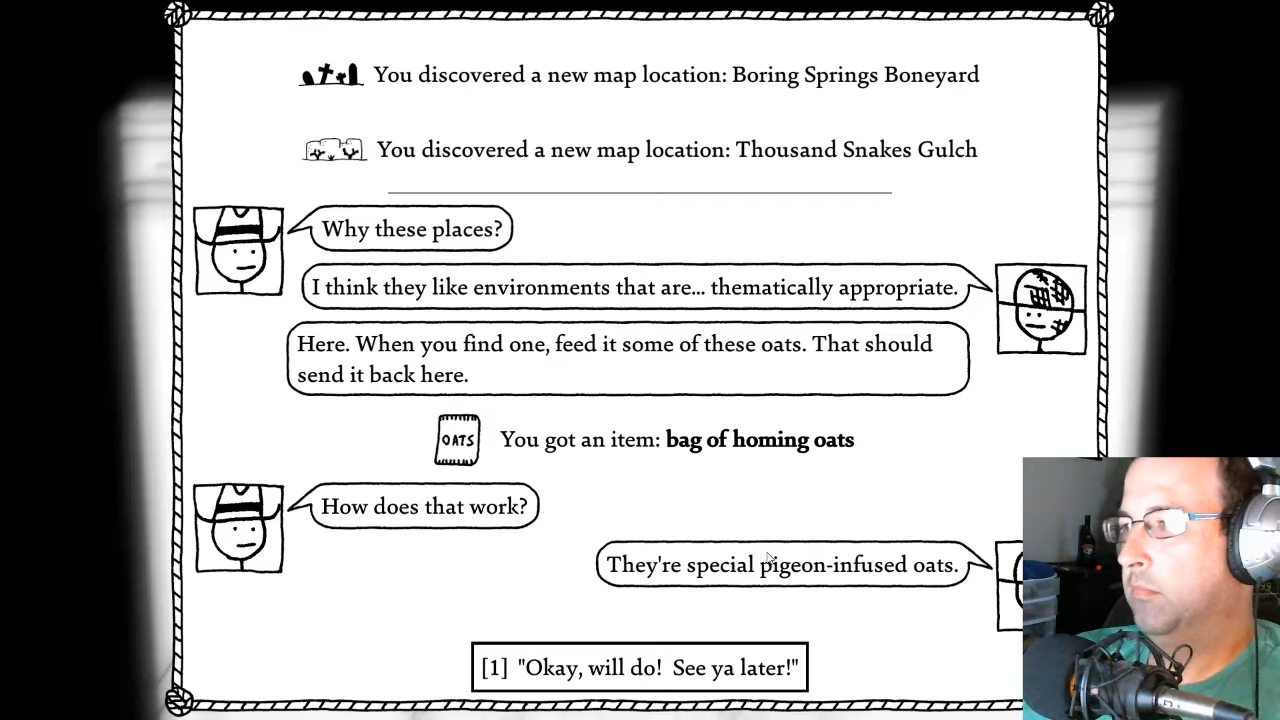 You discovered a new map location: Boring Springs Boneyard
You discovered a new map location: Thousand Snakes Gulch
Why these places?
I think they like environments that are... thematically appropriate.
Here. When you find one, feed it some of these oats. That should
send it back here.
OATS
You got an item: bag of homing oats
How does that work?
They're special pigeon-infused oats.
[1] "Okay, will do! See ya later!"